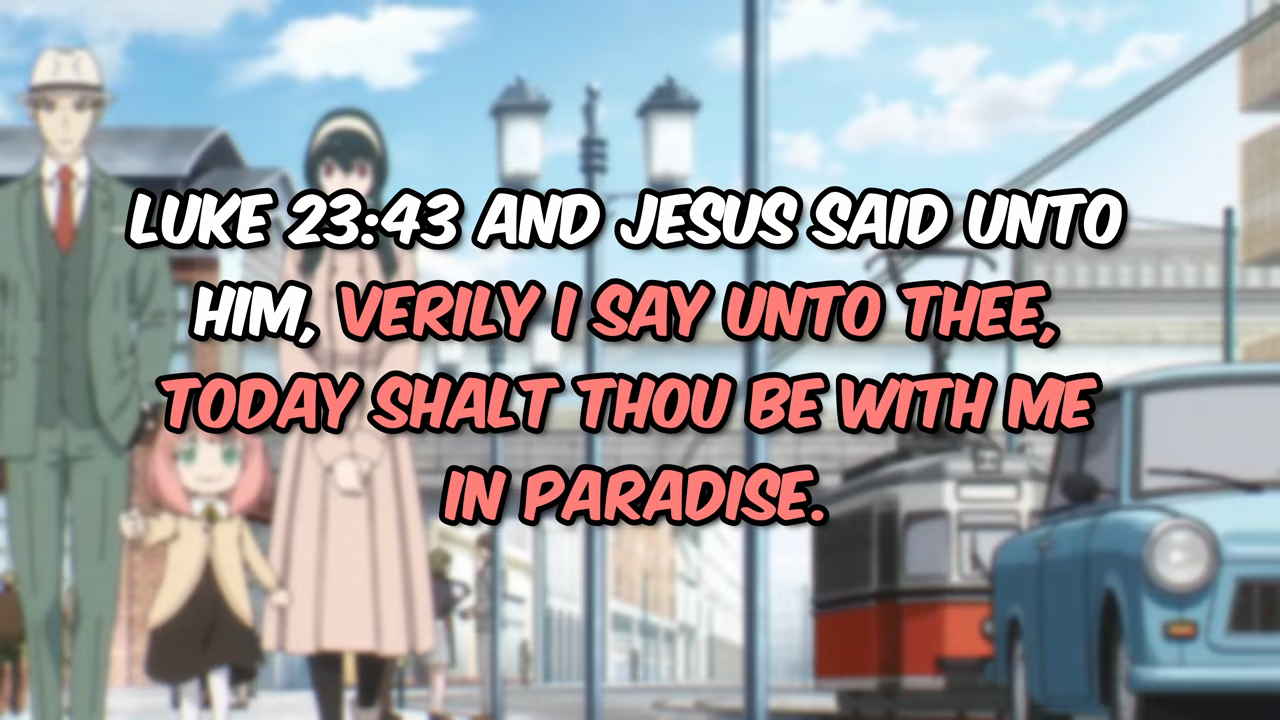 LUKE 23:43 AND JESUS SAID UNTO
HIM, VERILY I SAY UNTO THEE,
TODAY SHALT THOU BE WITH ME
IN PARADISE.